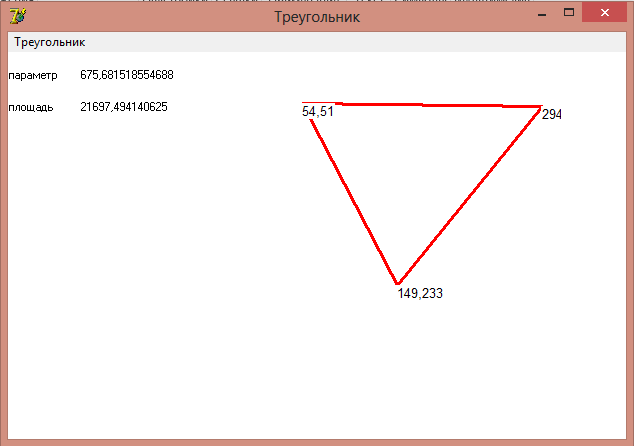 Треугольник
Треугольник
параметр 675,681518554688
площадь 21697,494140625
54,51
294
149,233